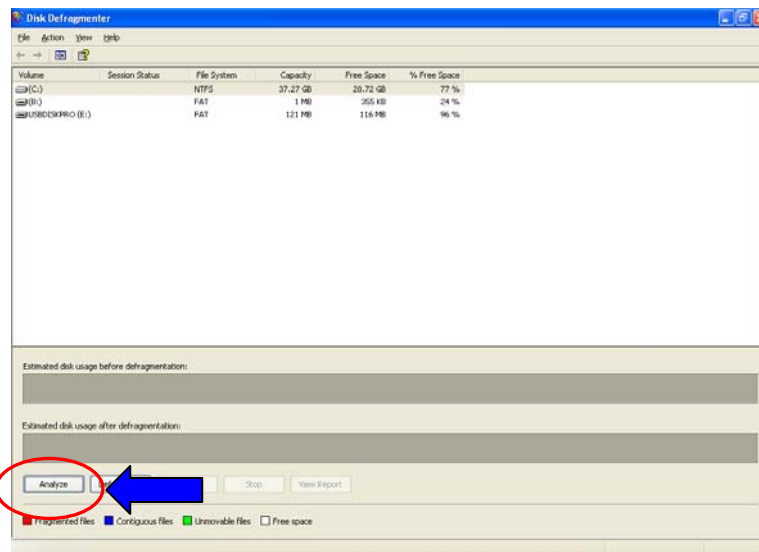 Disk Defragmenter
File Action View Help
Volume Session Status File System Capacity Free Space % Free Space
(C:) NTFS 37.27 GB 28.72 GB 77 %
FAT 1 MB 355 KB 24 %
USBDISKPRO (E:) FAT 121 MB 116 MB 96 %
Estimated disk usage before defragmentation:
Estimated disk usage after defragmentation:
Analyze Stop View Report
Fragmented files Contiguous files Unmovable files Free space